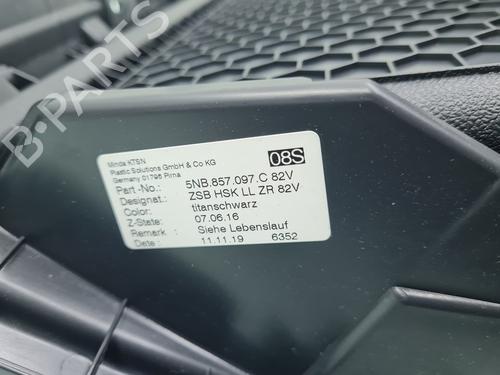 B-PARTS
Minda KTSN
Plastic Solutions GmbH & Co KG
Germany 01796 Pirna
08S
Part-No.: 5NB.857.097.C 82V
Designat.: ZSB HSK LL ZR 82V
Color: titanschwarz
Z-State: 07.06.16
Remark : Siehe Lebenslauf
Date : 11.11.19 6352